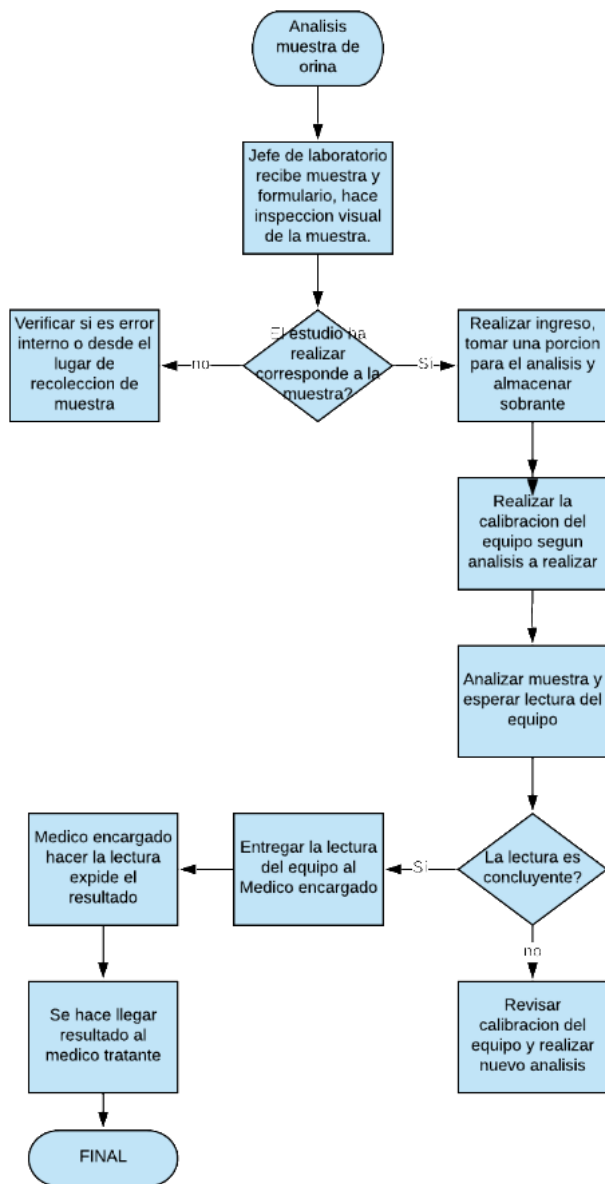 Analisis
muestra de
orina
Jefe de laboratorio
recibe muestra y
formulario, hace
inspeccion visual
de la muestra.
El estudio ha
realizar
corresponde a la
muestra?
no
Verificar si es error
interno o desde el
lugar de
recoleccion de
muestra
Si
Realizar ingreso,
tomar una porcion
para el analisis y
almacenar
sobrante
Realizar la
calibracion del
equipo segun
analisis a realizar
Analizar muestra y
esperar lectura del
equipo
La lectura es
concluyente?
Si
Entregar la lectura
del equipo al
Medico encargado
Medico encargado
hacer la lectura
expide el
resultado
no
Revisar
calibracion del
equipo y realizar
nuevo analisis
Se hace llegar
resultado al
medico tratante
FINAL